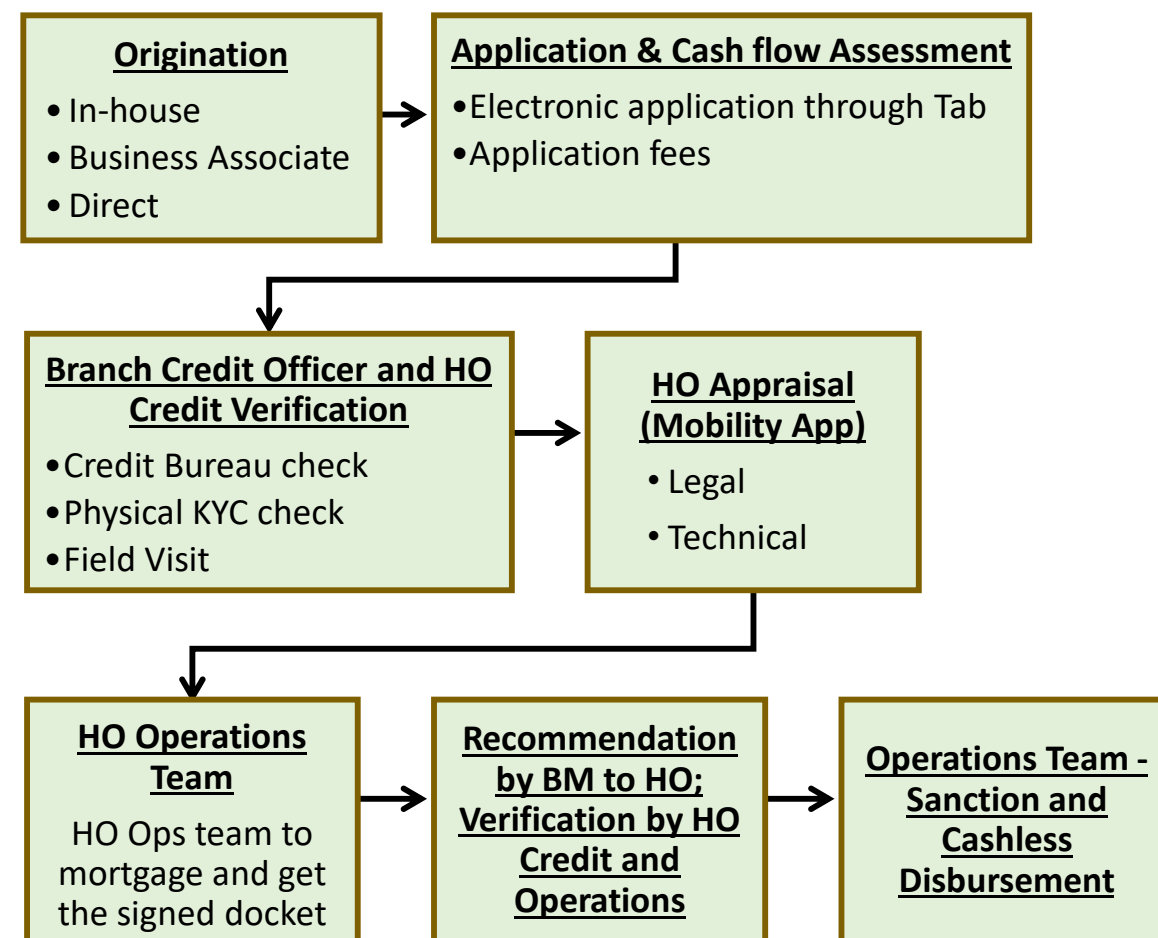 Origination
• In-house
• Business Associate
• Direct
Application & Cash flow Assessment
•Electronic application through Tab
•Application fees
Branch Credit Officer and HO
Credit Verification
•Credit Bureau check
•Physical KYC check
•Field Visit
HO Appraisal
(Mobility App)
• Legal
• Technical
HO Operations
Team
HO Ops team to
mortgage and get
the signed docket
Recommendation
by BM to HO;
Verification by HO
Credit and
Operations
Operations Team -
Sanction and
Cashless
Disbursement